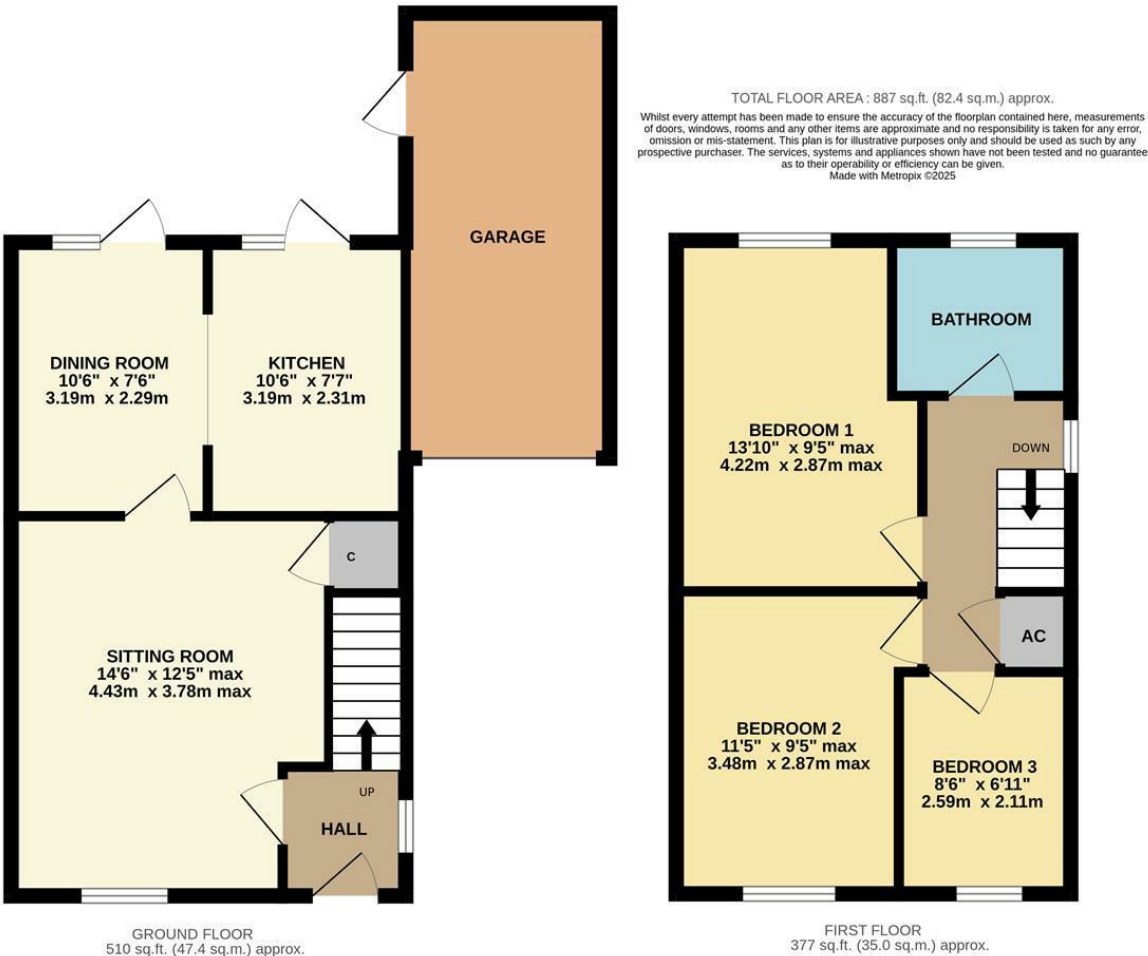 TOTAL FLOOR AREA : 887 sq.ft. (82.4 sq.m.) approx.
Whilst every attempt has been made to ensure the accuracy of the floorplan contained here, measurements
of doors, windows, rooms and any other items are approximate and no responsibility is taken for any error,
omission or mis-statement. This plan is for illustrative purposes only and should be used as such by any
prospective purchaser. The services, systems and appliances shown have not been tested and no guarantee
as to their operability or efficiency can be given.
Made with Metropix ©2025
GARAGE
DINING ROOM
10'6" x 7'6"
3.19m x 2.29m
KITCHEN
10'6" x 7'7"
3.19m x 2.31m
C
SITTING ROOM
14'6" x 12'5" max
4.43m x 3.78m max
UP
HALL
GROUND FLOOR
510 sq.ft. (47.4 sq.m.) approx.
BATHROOM
BEDROOM 1
13'10" x 9'5" max
4.22m x 2.87m max
DOWN
AC
BEDROOM 2
11'5" x 9'5" max
3.48m x 2.87m max
BEDROOM 3
8'6" x 6'11"
2.59m x 2.11m
FIRST FLOOR
377 sq.ft. (35.0 sq.m.) approx.